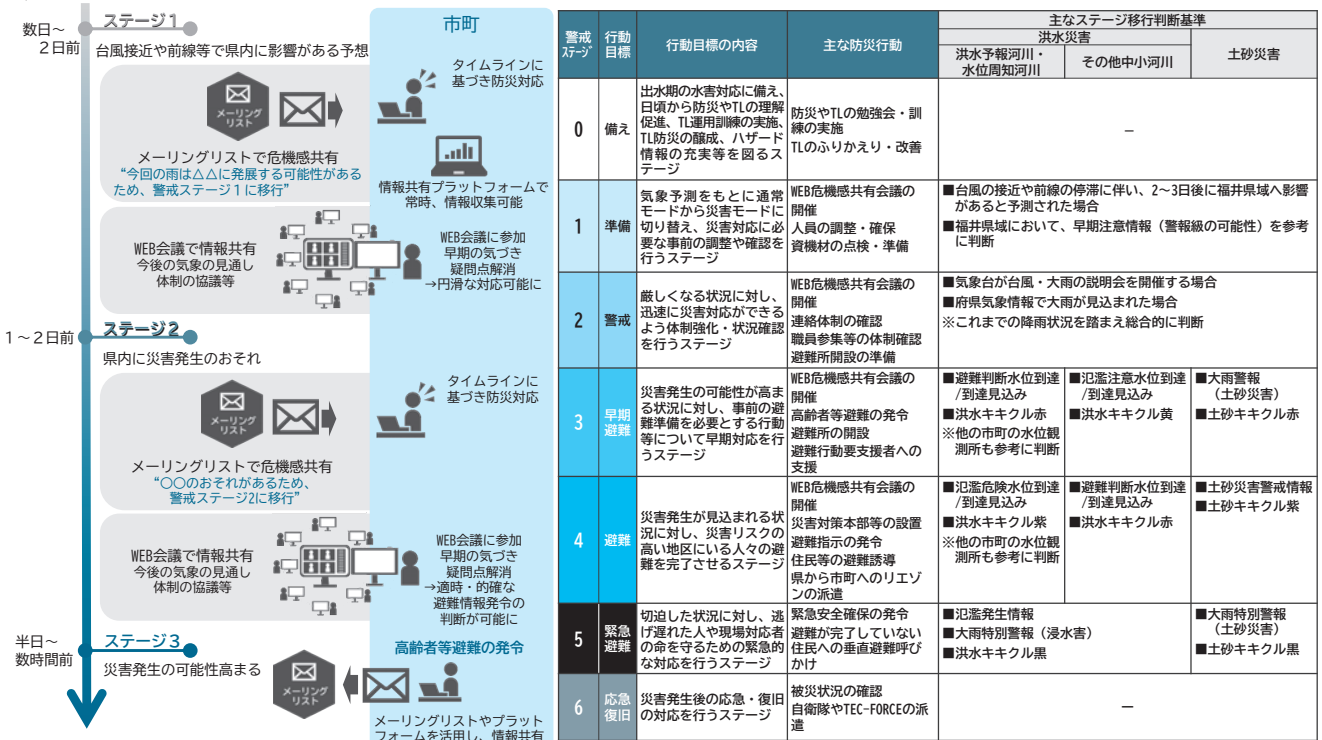 数日～
2日前
ステージ1
台風接近や前線等で県内に影響がある予想
メーリング
リスト
メーリングリストで危機感共有
“今回の雨は△△に発展する可能性がある
ため、警戒ステージ１に移行”
WEB会議で情報共有
今後の気象の見通し
体制の協議等
市町
タイムラインに
基づき防災対応
情報共有プラットフォームで
常時、情報収集可能
WEB会議に参加
早期の気づき
疑問点解消
→円滑な対応可能に
1～2日前
ステージ2
県内に災害発生のおそれ
メーリング
リスト
メーリングリストで危機感共有
“○○のおそれがあるため、
警戒ステージ2に移行”
WEB会議で情報共有
今後の気象の見通し
体制の協議等
タイムラインに
基づき防災対応
WEB会議に参加
早期の気づき
疑問点解消
→適時・的確な
避難情報発令の
判断が可能に
半日～
数時間前
ステージ3
災害発生の可能性高まる
メーリング
リスト
高齢者等避難の発令
メーリングリストやプラット
フォームを活用し、情報共有
警戒
ｽﾃｰｼﾞ
行動
目標
行動目標の内容
主な防災行動
主なステージ移行判断基準
洪水災害
洪水予報河川・
水位周知河川
その他中小河川
土砂災害
0
備え
出水期の水害対応に備え、
日頃から防災やTLの理解
促進、TL運用訓練の実施、
TL防災の醸成、ハザード
情報の充実等を図るス
テージ
防災やTLの勉強会・訓
練の実施
TLのふりかえり・改善
－
1
準備
気象予測をもとに通常
モードから災害モードに
切り替え、災害対応に必
要な事前の調整や確認を
行うステージ
WEB危機感共有会議の
開催
人員の調整・確保
資機材の点検・準備
■台風の接近や前線の停滞に伴い、2～3日後に福井県域へ影響
があると予測された場合
■福井県域において、早期注意情報（警報級の可能性）を参考
に判断
2
警戒
厳しくなる状況に対し、
迅速に災害対応ができる
よう体制強化・状況確認
を行うステージ
WEB危機感共有会議の
開催
連絡体制の確認
職員参集等の体制確認
避難所開設の準備
■気象台が台風・大雨の説明会を開催する場合
■府県気象情報で大雨が見込まれた場合
※これまでの降雨状況を踏まえ総合的に判断
3
早期
避難
災害発生の可能性が高ま
る状況に対し、事前の避
難準備を必要とする行動
等について早期対応を行
うステージ
WEB危機感共有会議の
開催
高齢者等避難の発令
避難所の開設
避難行動要支援者への
支援
■避難判断水位到達
/到達見込み
■洪水キキクル赤
※他の市町の水位観
測所も参考に判断
■氾濫注意水位到達
/到達見込み
■洪水キキクル黄
■大雨警報
（土砂災害）
■土砂キキクル赤
4
避難
災害発生が見込まれる状
況に対し、災害リスクの
高い地区にいる人々の避
難を完了させるステージ
WEB危機感共有会議の
開催
災害対策本部等の設置
避難指示の発令
住民等の避難誘導
県から市町へのリエゾ
ンの派遣
■氾濫危険水位到達
/到達見込み
■洪水キキクル紫
※他の市町の水位観
測所も参考に判断
■避難判断水位到達
/到達見込み
■洪水キキクル赤
■土砂災害警戒情報
■土砂キキクル紫
5
緊急
避難
切迫した状況に対し、逃
げ遅れた人や現場対応者
の命を守るための緊急的
な対応を行うステージ
緊急安全確保の発令
避難が完了していない
住民への垂直避難呼び
かけ
■氾濫発生情報
■大雨特別警報（浸水害）
■洪水キキクル黒
■大雨特別警報
（土砂災害）
■土砂キキクル黒
6
応急
復旧
災害発生後の応急・復旧
の対応を行うステージ
被災状況の確認
自衛隊やTEC-FORCEの派
遣
－